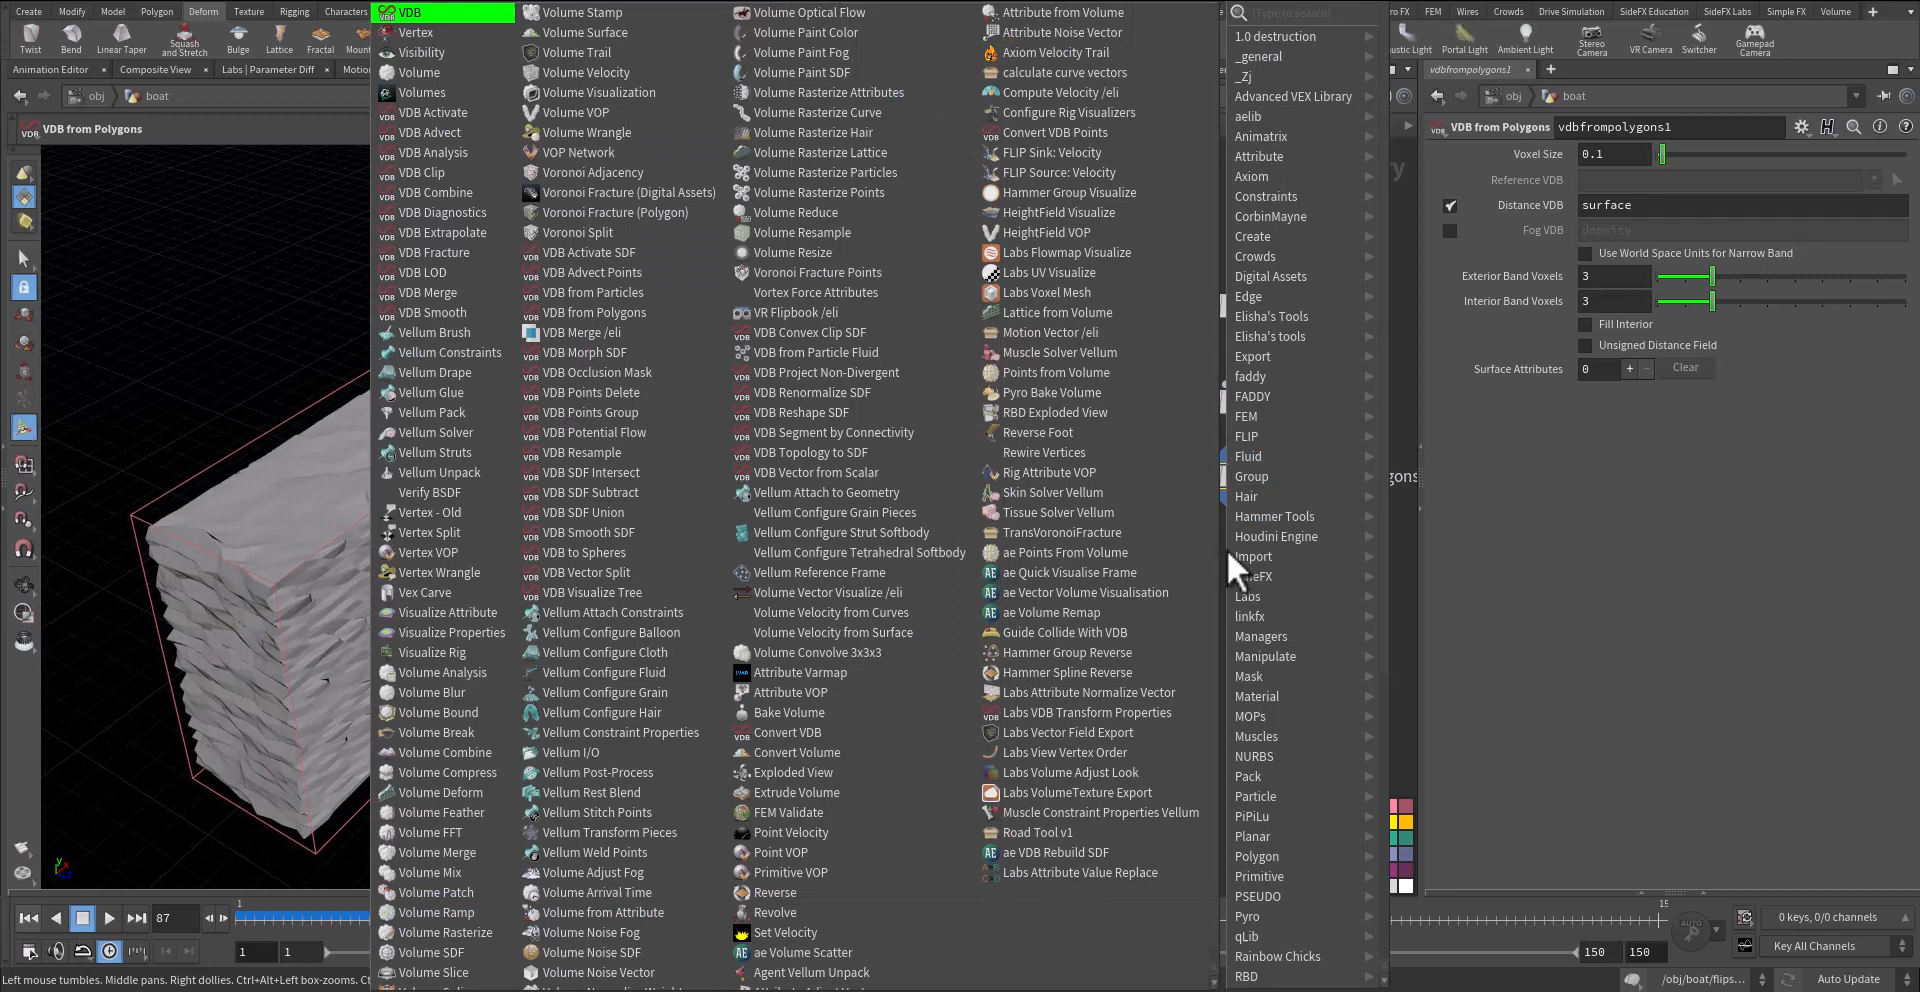 Create
Modify
Model
Polygon
Deform
Texture
Rigging
Characters
Twist
Bend
Linear Taper
Squash
and Stretch
Bulge
Lattice
Fractal
Animation Editor
Composite View
Labs | Parameter Diff
obj
boat
VDB from Polygons
VDB
Vertex
Visibility
Volume
Volumes
VDB Activate
VDB Advect
VDB Analysis
VDB Clip
VDB Combine
VDB Diagnostics
VDB Extrapolate
VDB Fracture
VDB LOD
VDB Merge
VDB Smooth
Vellum Brush
Vellum Constraints
Vellum Drape
Vellum Glue
Vellum Pack
Vellum Solver
Vellum Struts
Vellum Unpack
Verify BSDF
Vertex - Old
Vertex Split
Vertex VOP
Vertex Wrangle
Vex Carve
Visualize Attribute
Visualize Properties
Visualize Rig
Volume Analysis
Volume Blur
Volume Bound
Volume Break
Volume Combine
Volume Compress
Volume Deform
Volume Feather
Volume FFT
Volume Merge
Volume Mix
Volume Patch
Volume Ramp
Volume Rasterize
Volume SDF
Volume Slice
Volume Stamp
Volume Surface
Volume Trail
Volume Velocity
Volume Visualization
Volume VOP
Volume Wrangle
VOP Network
Voronoi Adjacency
Voronoi Fracture (Digital Assets)
Voronoi Fracture (Polygon)
Voronoi Split
VDB Activate SDF
VDB Advect Points
VDB from Particles
VDB from Polygons
VDB Merge /eli
VDB Morph SDF
VDB Occlusion Mask
VDB Points Delete
VDB Points Group
VDB Potential Flow
VDB Resample
VDB SDF Intersect
VDB SDF Subtract
VDB SDF Union
VDB Smooth SDF
VDB to Spheres
VDB Vector Split
VDB Visualize Tree
Vellum Attach Constraints
Vellum Configure Balloon
Vellum Configure Cloth
Vellum Configure Fluid
Vellum Configure Grain
Vellum Configure Hair
Vellum Constraint Properties
Vellum I/O
Vellum Post-Process
Vellum Rest Blend
Vellum Stitch Points
Vellum Transform Pieces
Vellum Weld Points
Volume Adjust Fog
Volume Arrival Time
Volume from Attribute
Volume Noise Fog
Volume Noise SDF
Volume Noise Vector
Volume Optical Flow
Volume Paint Color
Volume Paint Fog
Volume Paint SDF
Volume Rasterize Attributes
Volume Rasterize Curve
Volume Rasterize Hair
Volume Rasterize Lattice
Volume Rasterize Particles
Volume Rasterize Points
Volume Reduce
Volume Resample
Volume Resize
Voronoi Fracture Points
Vortex Force Attributes
VR Flipbook /eli
VDB Convex Clip SDF
VDB from Particle Fluid
VDB Project Non-Divergent
VDB Renormalize SDF
VDB Reshape SDF
VDB Segment by Connectivity
VDB Topology to SDF
VDB Vector from Scalar
Vellum Attach to Geometry
Vellum Configure Grain Pieces
Vellum Configure Strut Softbody
Vellum Configure Tetrahedral Softbody
Vellum Reference Frame
Volume Vector Visualize /eli
Volume Velocity from Curves
Volume Velocity from Surface
Volume Convolve 3x3x3
Attribute Varmap
Attribute VOP
Bake Volume
Convert VDB
Convert Volume
Exploded View
Extrude Volume
FEM Validate
Point Velocity
Point VOP
Primitive VOP
Reverse
Revolve
Set Velocity
ae Volume Scatter
Agent Vellum Unpack
Attribute from Volume
Attribute Noise Vector
Axiom Velocity Trail
calculate curve vectors
Compute Velocity /eli
Configure Rig Visualizers
Convert VDB Points
FLIP Sink: Velocity
FLIP Source: Velocity
Hammer Group Visualize
HeightField Visualize
HeightField VOP
Labs Flowmap Visualize
Labs UV Visualize
Labs Voxel Mesh
Lattice from Volume
Motion Vector /eli
Muscle Solver Vellum
Points from Volume
Pyro Bake Volume
RBD Exploded View
Reverse Foot
Rewire Vertices
Rig Attribute VOP
Skin Solver Vellum
Tissue Solver Vellum
TransVoronoiFracture
ae Points From Volume
ae Quick Visualise Frame
ae Vector Volume Visualisation
ae Volume Remap
Guide Collide With VDB
Hammer Group Reverse
Hammer Spline Reverse
Labs Attribute Normalize Vector
Labs VDB Transform Properties
Labs Vector Field Export
Labs View Vertex Order
Labs Volume Adjust Look
Labs VolumeTexture Export
Muscle Constraint Properties Vellum
Road Tool v1
ae VDB Rebuild SDF
Labs Attribute Value Replace
(Type to search)
1.0 destruction
_general
_Zj
Advanced VEX Library
aelib
Animatrix
Attribute
Axiom
Constraints
CorbinMayne
Create
Crowds
Digital Assets
Edge
Elisha's Tools
Elisha's tools
Export
faddy
FADDY
FEM
FLIP
Fluid
Group
Hair
Hammer Tools
Houdini Engine
Import
Labs
linkfx
Managers
Manipulate
Mask
Material
MOPs
Muscles
NURBS
Pack
Particle
PiPiLu
Planar
Polygon
Primitive
PSEUDO
Pyro
qLib
Rainbow Chicks
RBD
FEM
Wires
Crowds
Drive Simulation
SideFX Education
SideFX Labs
Simple FX
Volume
Portal Light
Ambient Light
Stereo
Camera
VR Camera
Switcher
Gamepad
Camera
vdbfrompolygons1
obj
boat
VDB from Polygons
vdbfrompolygons1
Voxel Size
0.1
Reference VDB
Distance VDB
surface
Fog VDB
density
Use World Space Units for Narrow Band
Exterior Band Voxels
3
Interior Band Voxels
3
Fill Interior
Unsigned Distance Field
Surface Attributes
0
Clear
87
1
1
1
150
150
AUTO
0 keys, 0/0 channels
Key All Channels
Left mouse tumbles. Middle pans. Right dollies. Ctrl+Alt+Left box-zooms.
/obj/boat/flips...
Auto Update